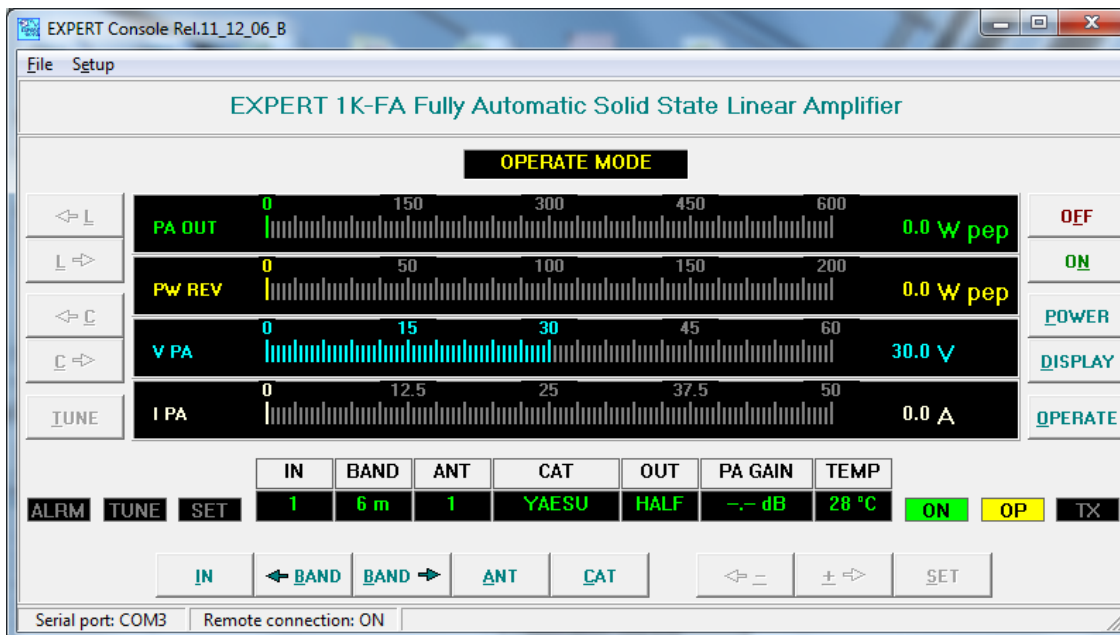 EXPERT Console Rel.11_12_06_B
File Setup
EXPERT 1K-FA Fully Automatic Solid State Linear Amplifier
OPERATE MODE
⇦ L
L ⇨
⇦ C
C ⇨
TUNE
0 150 300 450 600
PA OUT 0.0 W pep
0 50 100 150 200
PW REV 0.0 W pep
0 15 30 45 60
V PA 30.0 V
0 12.5 25 37.5 50
I PA 0.0 A
OFF
ON
POWER
DISPLAY
OPERATE
IN BAND ANT CAT OUT PA GAIN TEMP
ALRM TUNE SET 1 6 m 1 YAESU HALF -.- dB 28 °C ON OP TX
IN ← BAND BAND → ANT CAT ⇦ - + ⇨ SET
Serial port: COM3 Remote connection: ON